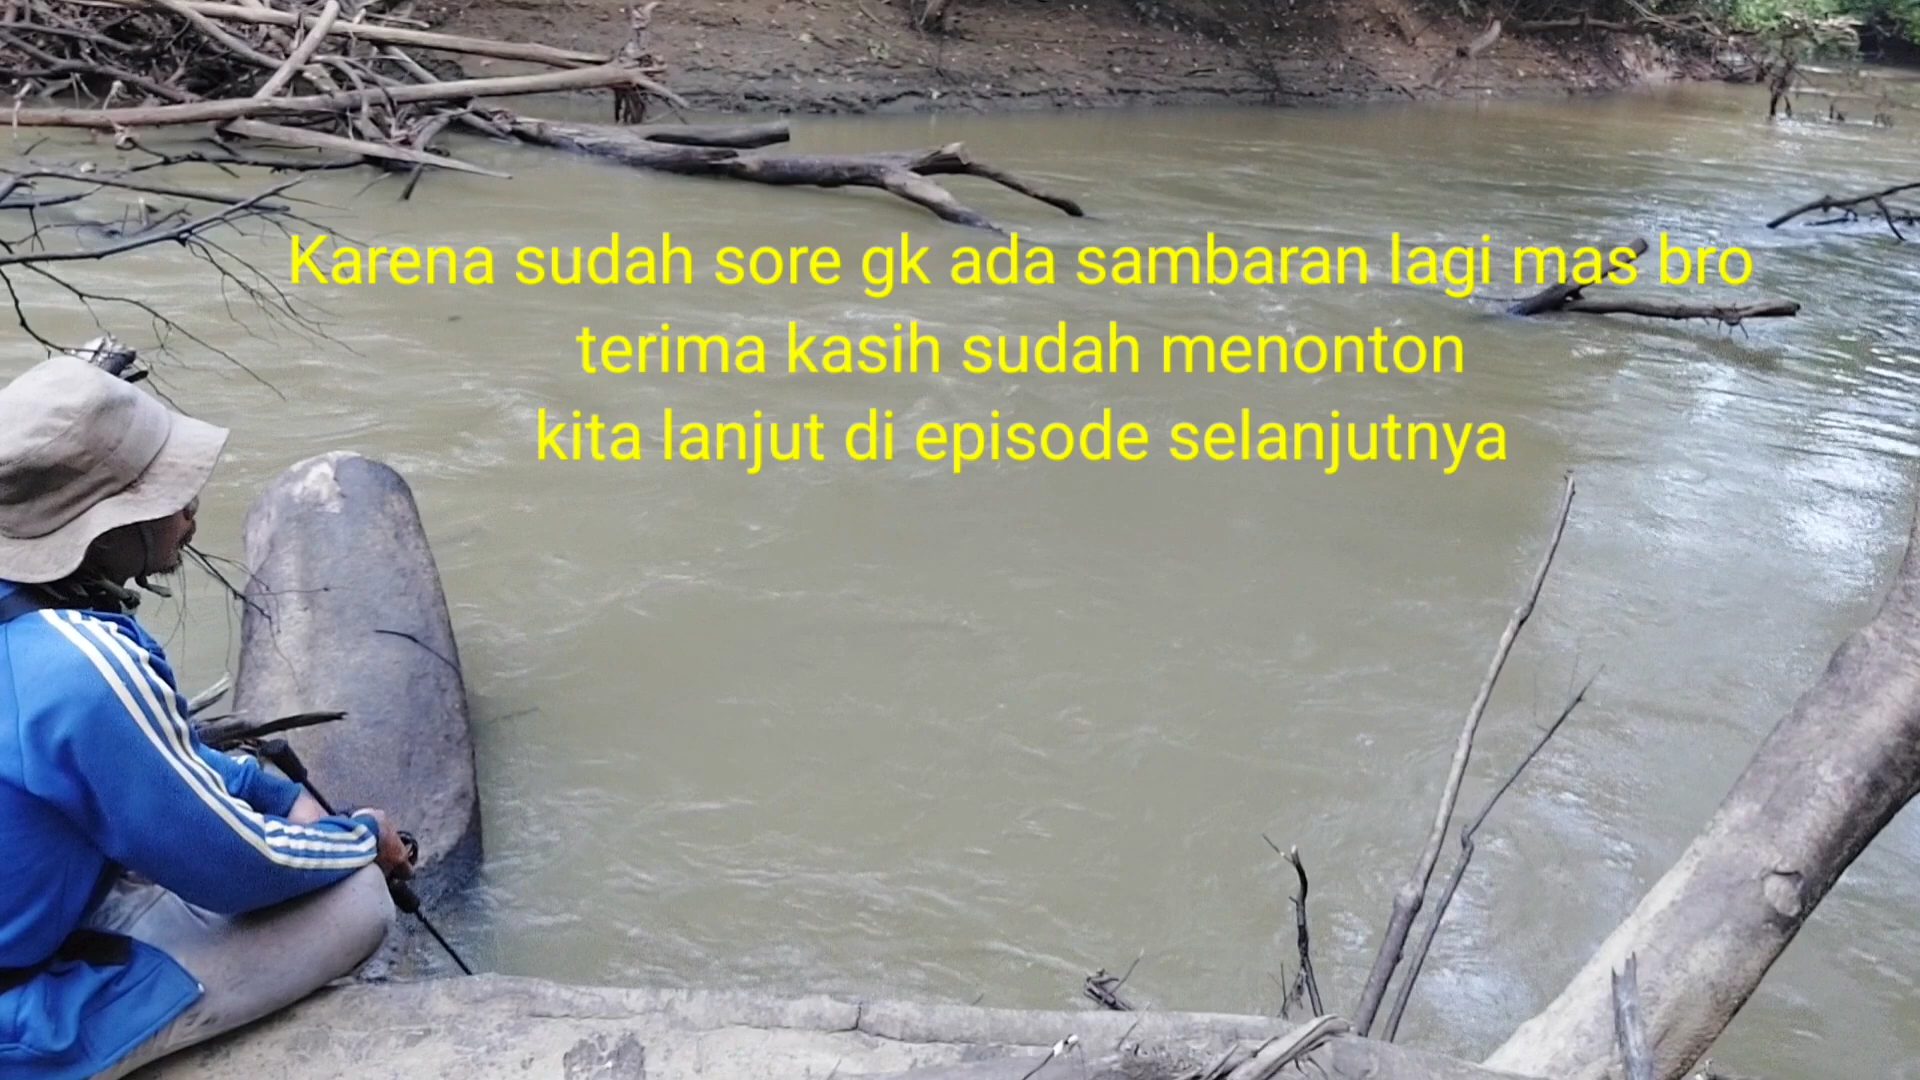 Karena sudah sore gk ada sambaran lagi mas bro
terima kasih sudah menonton
kita lanjut di episode selanjutnya